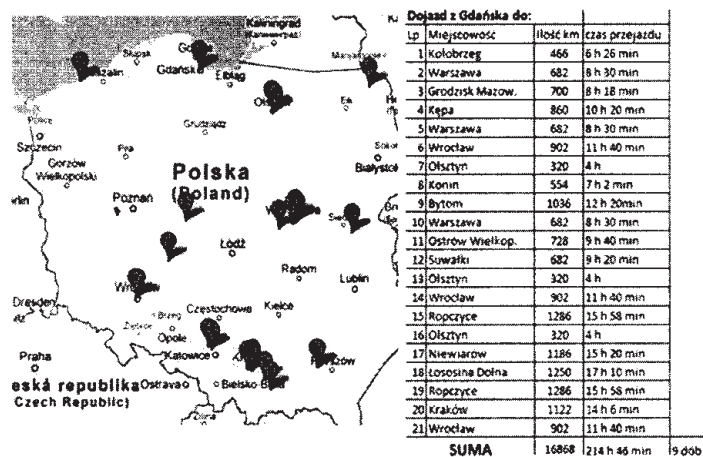 Kaliningrad
Słupsk
Gdańsk
Elbląg
Ełk
Grudziądz
Police
Szczecin
Gorzów
Wielkopolski
Piła
Polska
(Poland)
Białystok
Poznań
Łódź
Radom
Lublin
Dresden
Wrocław
Brzeg
Częstochowa
Kielce
Opole
Katowice
Praha
Ostrava
Bielsko-B
eská republika
Czech Republic)
Žilina
Dojazd z Gdańska do:
Lp Miejscowość Ilość km czas przejazdu
1 Kołobrzeg 466 6 h 26 min
2 Warszawa 682 8 h 30 min
3 Grodzisk Mazow. 700 8 h 18 min
4 Kępa 860 10 h 20 min
5 Warszawa 682 8 h 30 min
6 Wrocław 902 11 h 40 min
7 Olsztyn 320 4 h
8 Konin 554 7 h 2 min
9 Bytom 1036 12 h 20min
10 Warszawa 682 8 h 30 min
11 Ostrów Wielkop. 728 9 h 40 min
12 Suwałki 682 9 h 20 min
13 Olsztyn 320 4 h
14 Wrocław 902 11 h 40 min
15 Ropczyce 1286 15 h 58 min
16 Olsztyn 320 4 h
17 Niewiarów 1186 15 h 20 min
18 Łososina Dolna 1250 17 h 10 min
19 Ropczyce 1286 15 h 58 min
20 Kraków 1122 14 h 6 min
21 Wrocław 902 11 h 40 min
SUMA 16868 214 h 46 min 9 dób